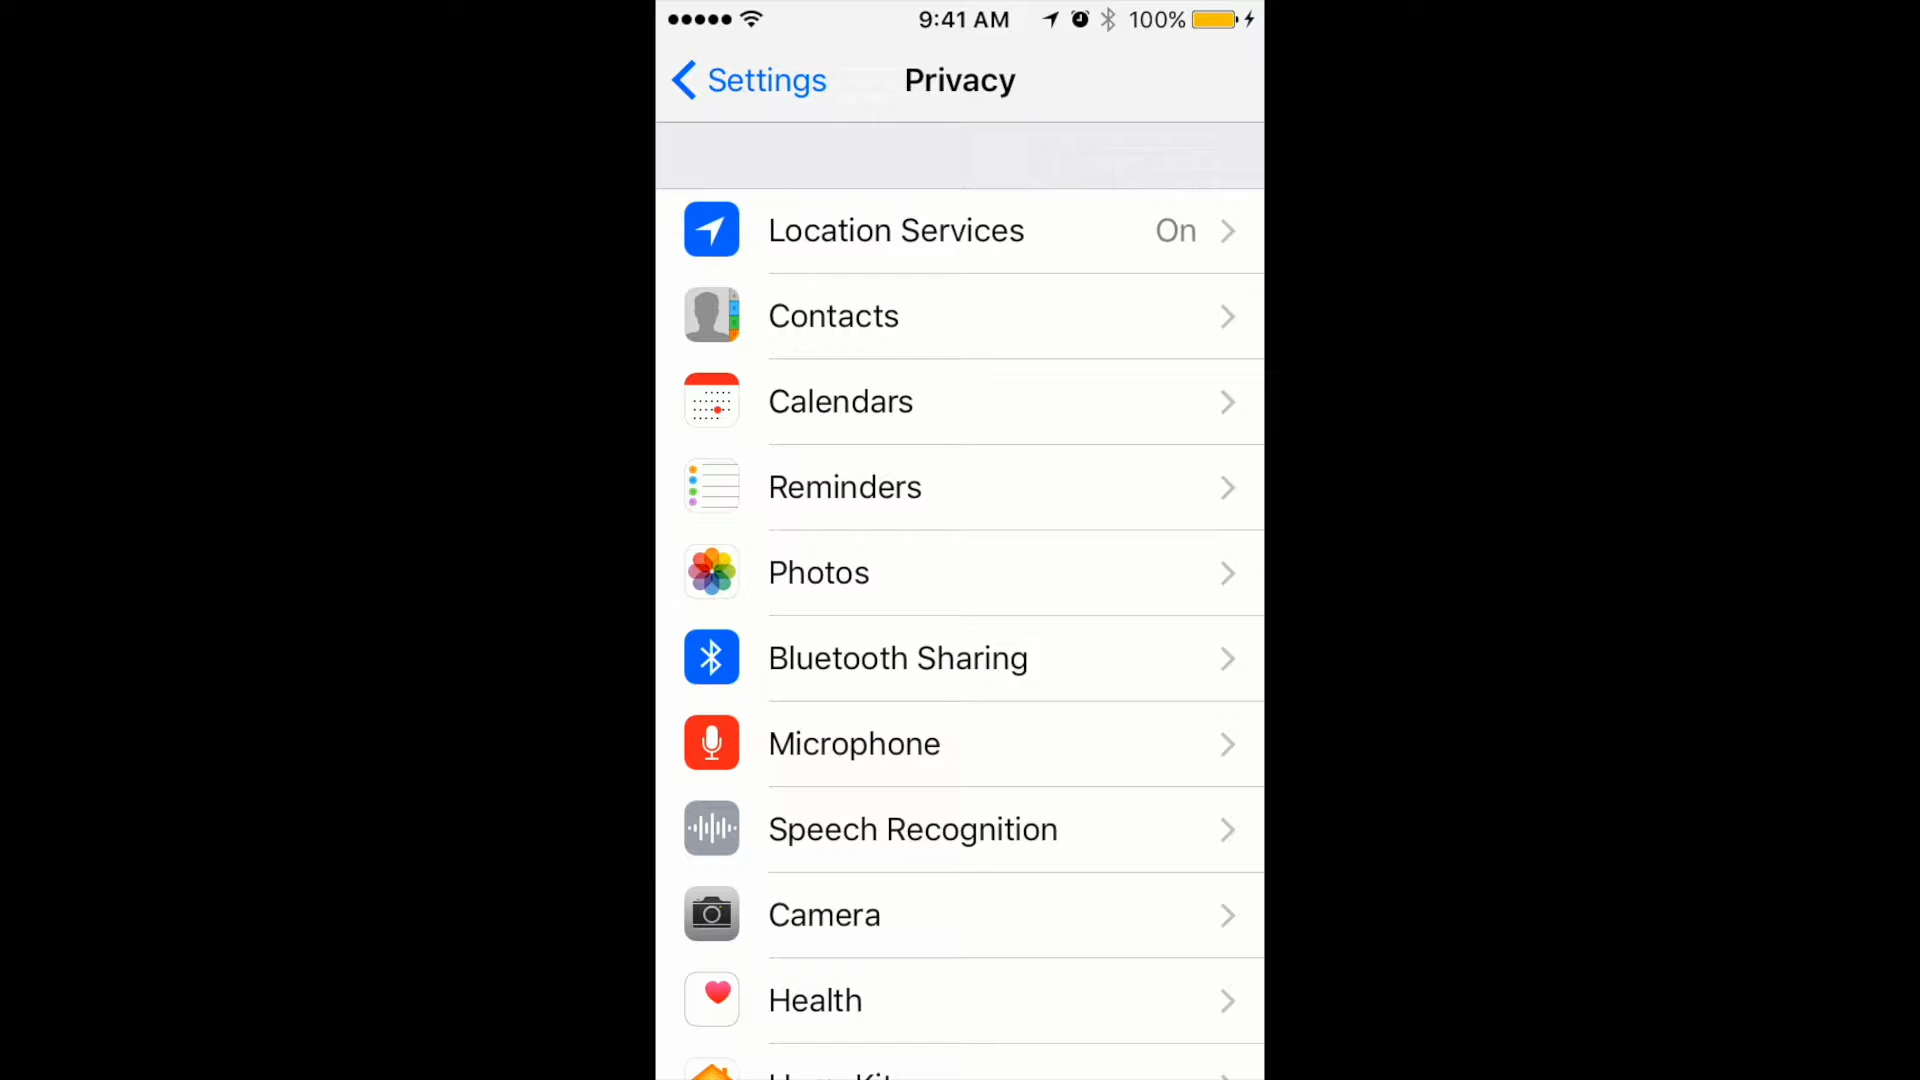 9:41 AM 100%
Settings Privacy
Location Services On
Contacts
Calendars
Reminders
Photos
Bluetooth Sharing
Microphone
Speech Recognition
Camera
Health